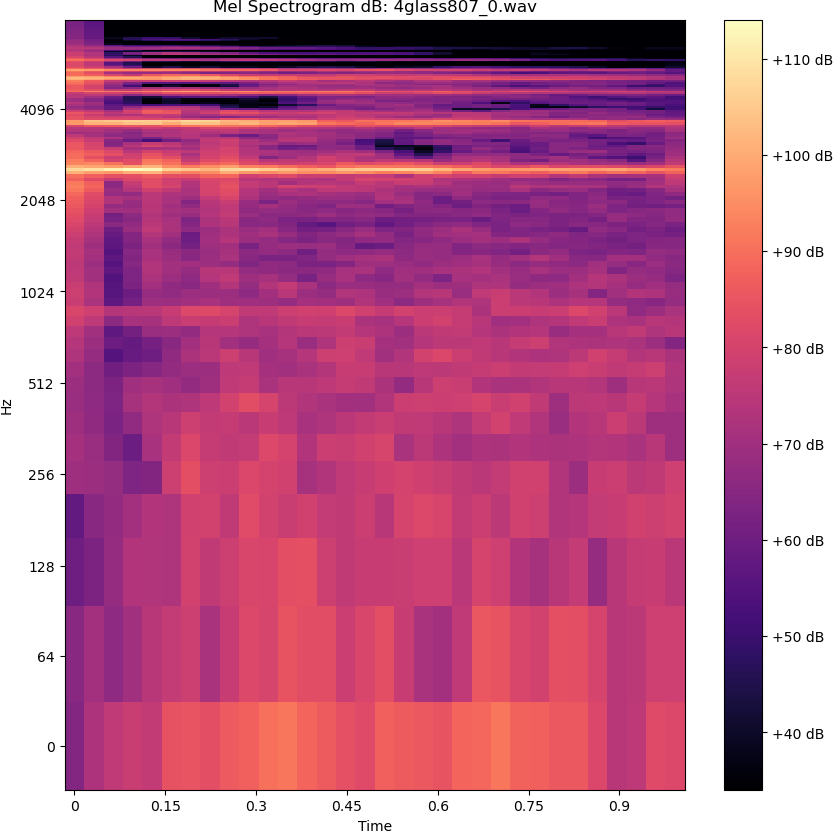 Mel Spectrogram dB: 4glass807_0.wav
+110 dB
4096
+100 dB
2048
+90 dB
1024
+80 dB
512
Hz
+70 dB
256
+60 dB
128
+50 dB
64
+40 dB
0
0 0.15 0.3 0.45 0.6 0.75 0.9
Time